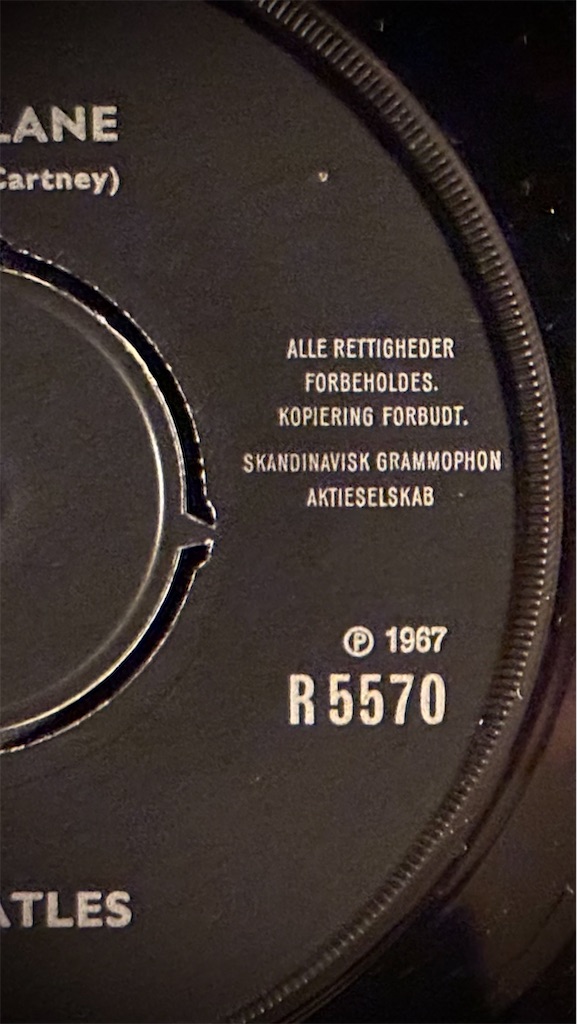 LANE
Cartney)
ALLE RETTIGHEDER
FORBEHOLDES.
KOPIERING FORBUDT.
SKANDINAVISK GRAMMOPHON
AKTIESELSKAB
℗ 1967
R 5570
ATLES